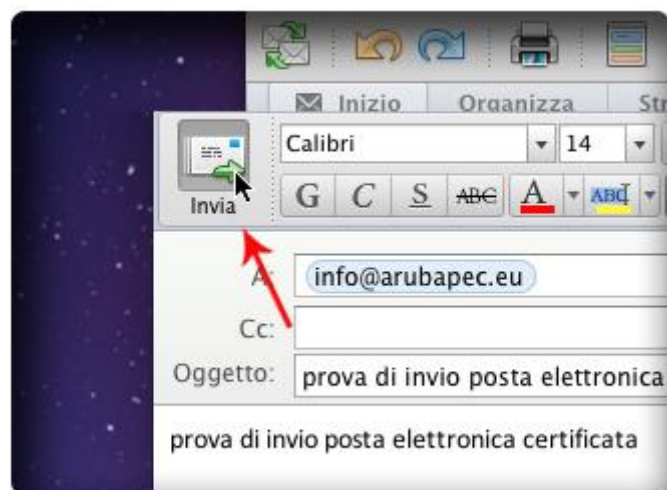 Inizio Organizza
Calibri 14
Invia G C S ABC A ABC
A: info@arubapec.eu
Cc:
Oggetto: prova di invio posta elettronica
prova di invio posta elettronica certificata